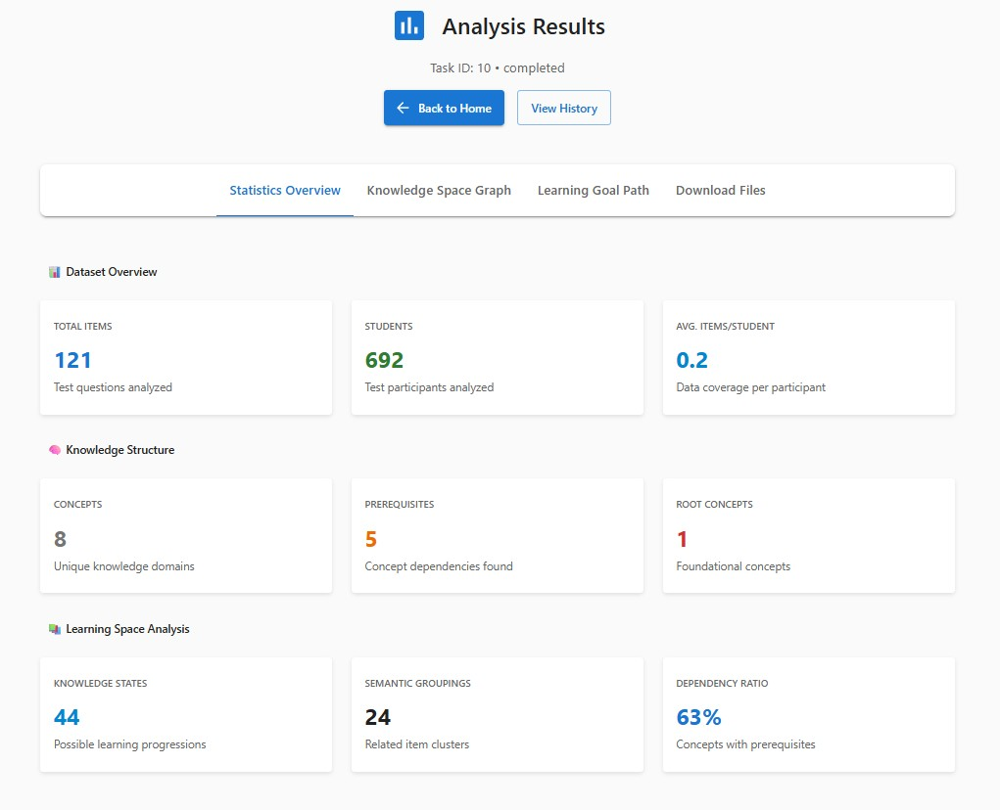 Analysis Results
Task ID: 10 • completed
Back to Home View History
Statistics Overview Knowledge Space Graph Learning Goal Path Download Files
Dataset Overview
TOTAL ITEMS
121
Test questions analyzed
STUDENTS
692
Test participants analyzed
AVG. ITEMS/STUDENT
0.2
Data coverage per participant
Knowledge Structure
CONCEPTS
8
Unique knowledge domains
PREREQUISITES
5
Concept dependencies found
ROOT CONCEPTS
1
Foundational concepts
Learning Space Analysis
KNOWLEDGE STATES
44
Possible learning progressions
SEMANTIC GROUPINGS
24
Related item clusters
DEPENDENCY RATIO
63%
Concepts with prerequisites